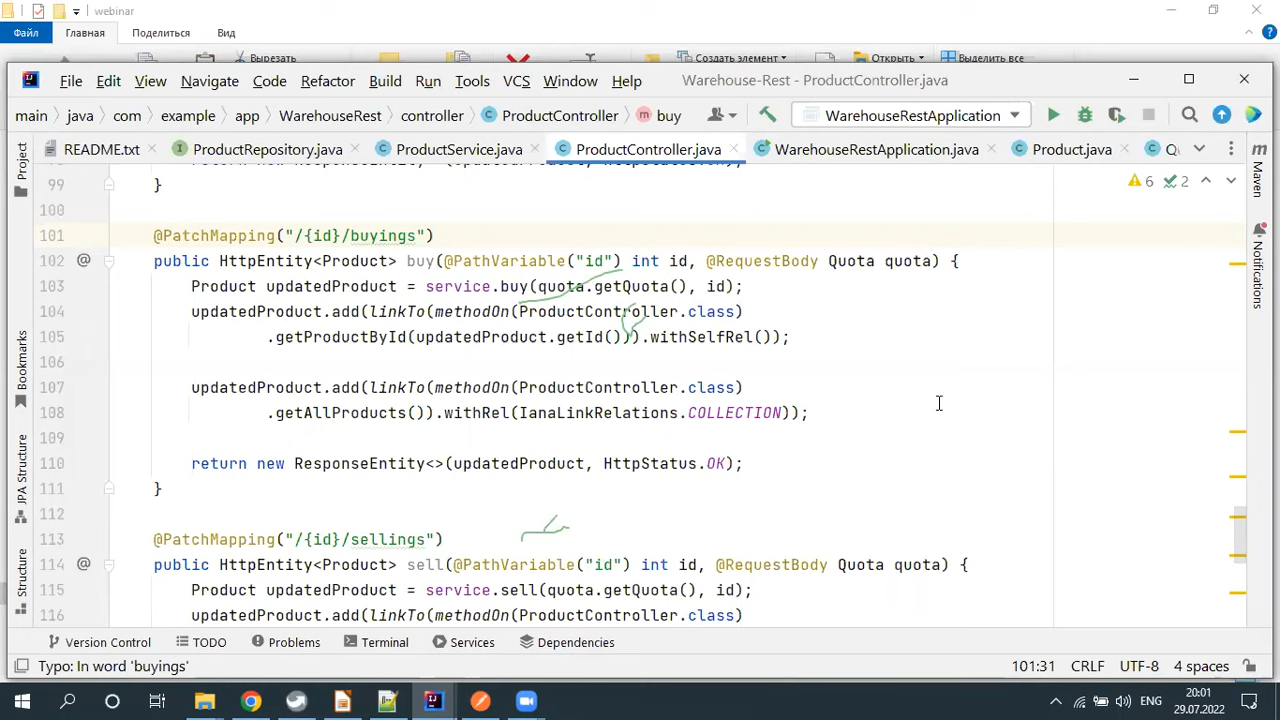 webinar
Файл Главная Поделиться Вид
Вырезать Создать элемент Открыть Выделить все
File Edit View Navigate Code Refactor Build Run Tools VCS Window Help Warehouse-Rest - ProductController.java
main java com example app WarehouseRest controller ProductController buy WarehouseRestApplication
README.txt ProductRepository.java ProductService.java ProductController.java WarehouseRestApplication.java Product.java Q
6 2
99 }
100
101 @PatchMapping("/{id}/buyings")
102 public HttpEntity<Product> buy(@PathVariable("id") int id, @RequestBody Quota quota) {
103 Product updatedProduct = service.buy(quota.getQuota(), id);
104 updatedProduct.add(linkTo(methodOn(ProductController.class)
105 .getProductById(updatedProduct.getId())).withSelfRel());
106
107 updatedProduct.add(linkTo(methodOn(ProductController.class)
108 .getAllProducts()).withRel(IanaLinkRelations.COLLECTION));
109
110 return new ResponseEntity<>(updatedProduct, HttpStatus.OK);
111 }
112
113 @PatchMapping("/{id}/sellings")
114 public HttpEntity<Product> sell(@PathVariable("id") int id, @RequestBody Quota quota) {
115 Product updatedProduct = service.sell(quota.getQuota(), id);
116 updatedProduct.add(linkTo(methodOn(ProductController.class)
Project
Bookmarks
JPA Structure
Structure
Maven
Notifications
Version Control TODO Problems Terminal Services Dependencies
Typo: In word 'buyings' 101:31 CRLF UTF-8 4 spaces
ENG 20:01
29.07.2022